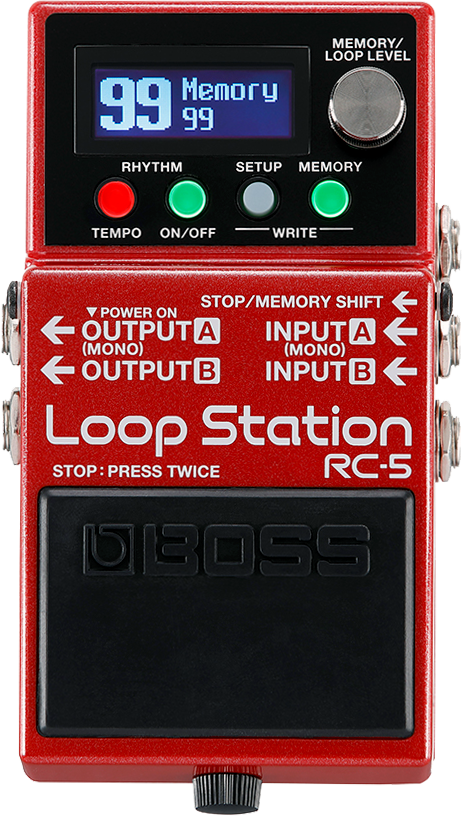 MEMORY/
LOOP LEVEL
99 Memory
99
RHYTHM SETUP MEMORY
TEMPO ON/OFF WRITE
STOP/MEMORY SHIFT ←
▼POWER ON
← OUTPUT A INPUT A ←
(MONO) (MONO)
← OUTPUT B INPUT B ←
Loop Station
STOP : PRESS TWICE RC-5
BOSS